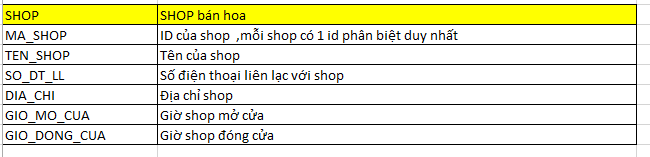 SHOP SHOP bán hoa
MA_SHOP ID của shop ,mỗi shop có 1 id phân biệt duy nhất
TEN_SHOP Tên của shop
SO_DT_LL Số điện thoại liên lạc với shop
DIA_CHI Địa chỉ shop
GIO_MO_CUA Giờ shop mở cửa
GIO_DONG_CUA Giờ shop đóng cửa